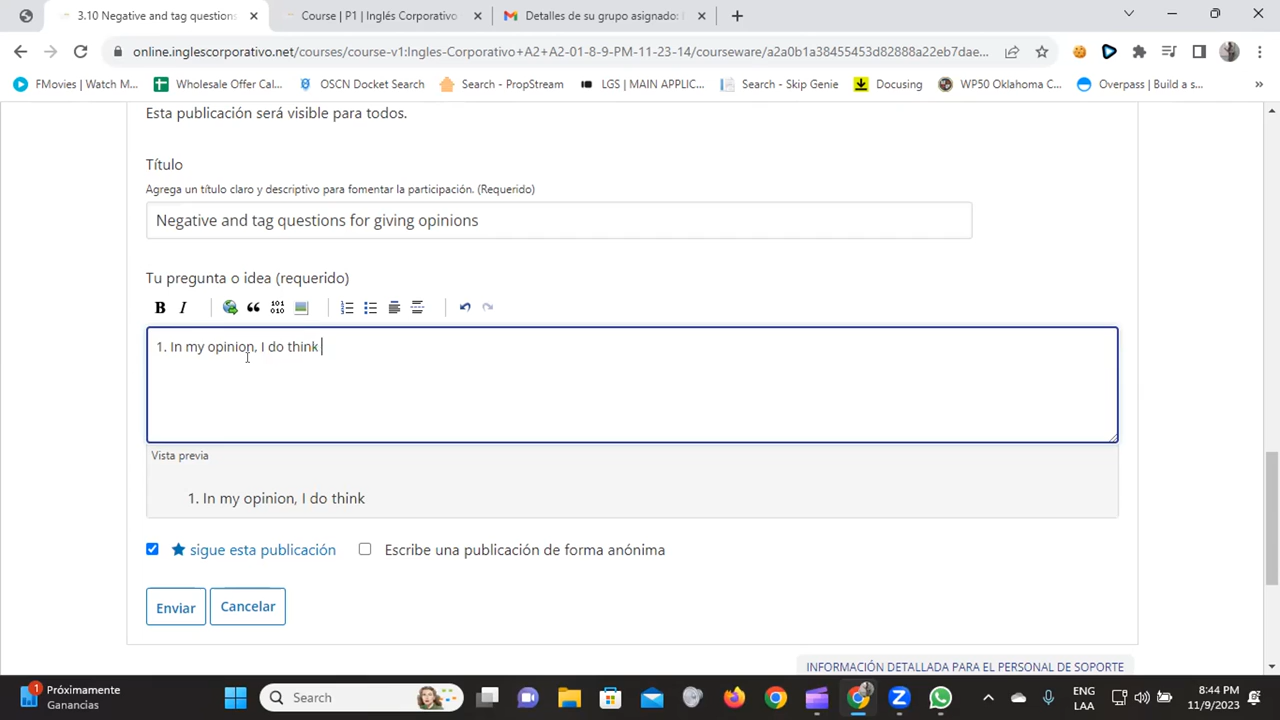 3.10 Negative and tag questions
Course | P1 | Inglés Corporativo
Detalles de su grupo asignado:
online.inglescorporativo.net/courses/course-v1:Ingles-Corporativo+A2+A2-01-8-9-PM-11-23-14/courseware/a2a0b1a38455453d82888a22eb7dae...
FMovies | Watch M...
Wholesale Offer Cal...
OSCN Docket Search
Search - PropStream
LGS | MAIN APPLIC...
Search - Skip Genie
Docusing
WP50 Oklahoma C...
Overpass | Build a s...
Esta publicación será visible para todos.
Título
Agrega un título claro y descriptivo para fomentar la participación. (Requerido)
Negative and tag questions for giving opinions
Tu pregunta o idea (requerido)
B I
101
010
1. In my opinion, I do think
Vista previa
1. In my opinion, I do think
sigue esta publicación
Escribe una publicación de forma anónima
Enviar
Cancelar
INFORMACIÓN DETALLADA PARA EL PERSONAL DE SOPORTE
1
Próximamente
Ganancias
Search
ENG
LAA
8:44 PM
11/9/2023